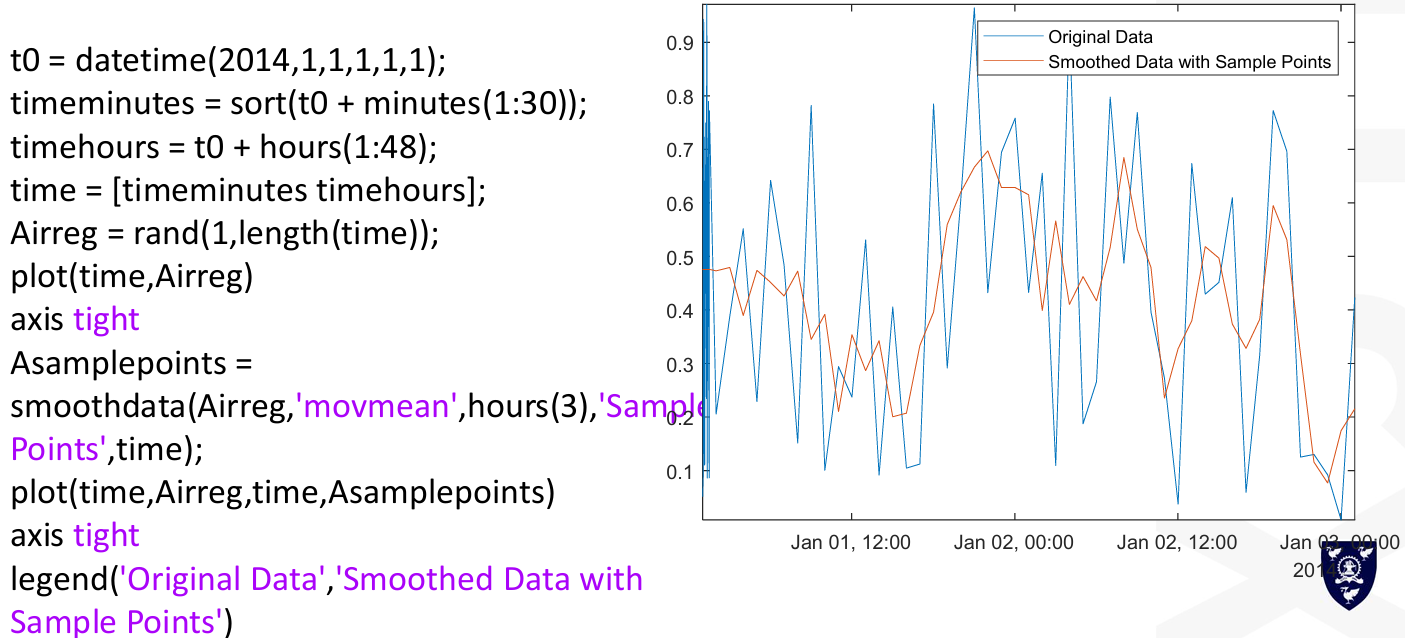 t0 = datetime(2014,1,1,1,1,1);
timeminutes = sort(t0 + minutes(1:30));
timehours = t0 + hours(1:48);
time = [timeminutes timehours];
Airreg = rand(1,length(time));
plot(time,Airreg)
axis tight
Asamplepoints =
smoothdata(Airreg,'movmean',hours(3),'Sample
Points',time);
plot(time,Airreg,time,Asamplepoints)
axis tight
legend('Original Data','Smoothed Data with
Sample Points')
Original Data
Smoothed Data with Sample Points
0.9
0.8
0.7
0.6
0.5
0.4
0.3
0.2
0.1
Jan 01, 12:00
Jan 02, 00:00
Jan 02, 12:00
Jan 03, 00:00
2014